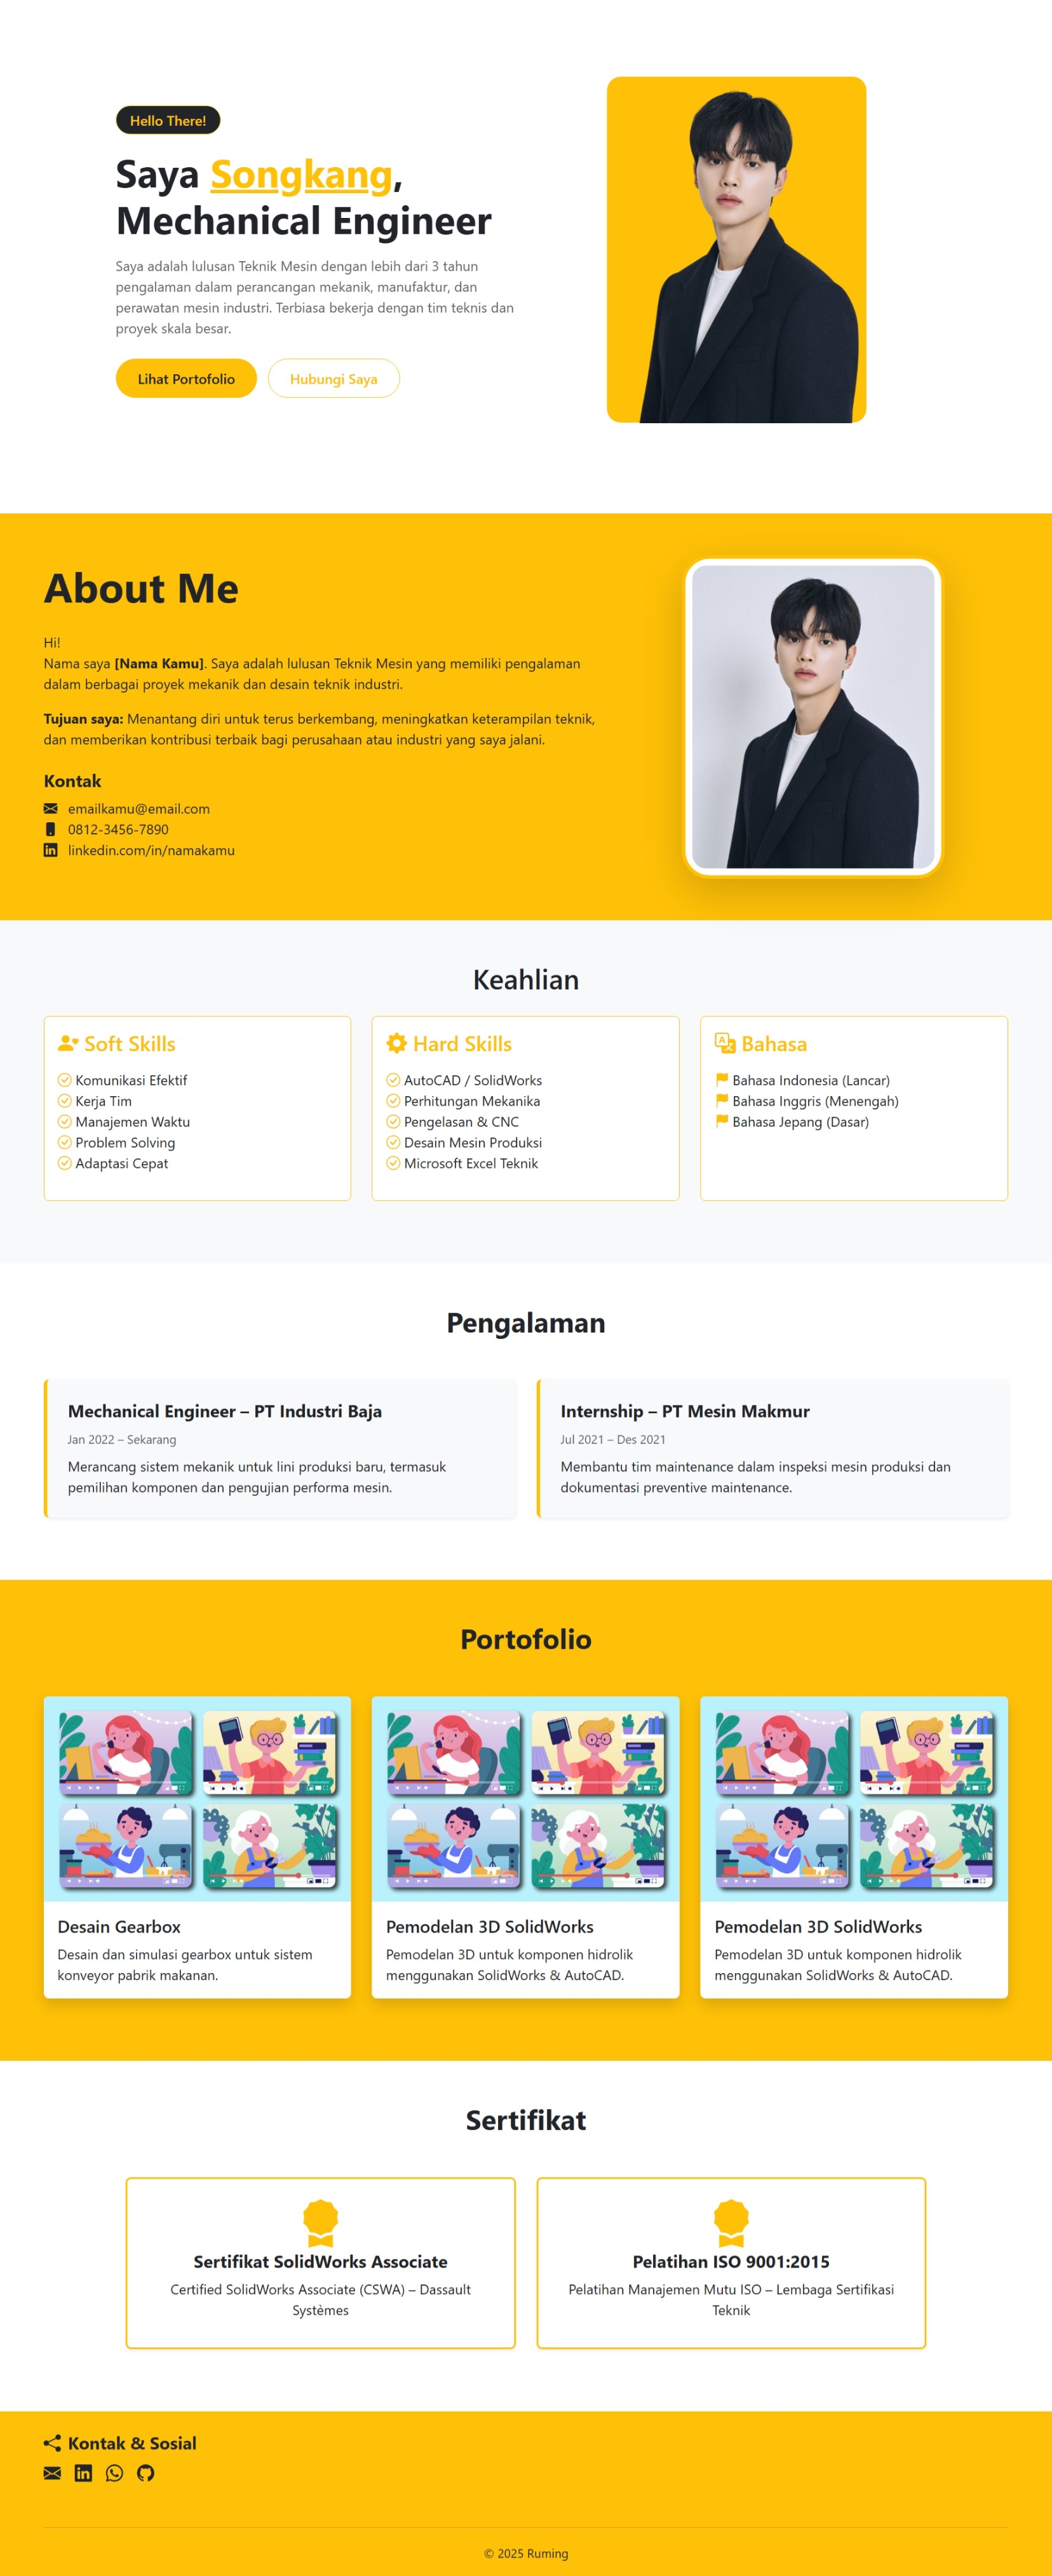 Hello There!
Saya Songkang,
Mechanical Engineer
Saya adalah lulusan Teknik Mesin dengan lebih dari 3 tahun
pengalaman dalam perancangan mekanik, manufaktur, dan
perawatan mesin industri. Terbiasa bekerja dengan tim teknis dan
proyek skala besar.
Lihat Portofolio
Hubungi Saya
About Me
Hi!
Nama saya [Nama Kamu]. Saya adalah lulusan Teknik Mesin yang memiliki pengalaman
dalam berbagai proyek mekanik dan desain teknik industri.
Tujuan saya: Menantang diri untuk terus berkembang, meningkatkan keterampilan teknik,
dan memberikan kontribusi terbaik bagi perusahaan atau industri yang saya jalani.
Kontak
emailkamu@email.com
0812-3456-7890
linkedin.com/in/namakamu
Keahlian
Soft Skills
Komunikasi Efektif
Kerja Tim
Manajemen Waktu
Problem Solving
Adaptasi Cepat
Hard Skills
AutoCAD / SolidWorks
Perhitungan Mekanika
Pengelasan & CNC
Desain Mesin Produksi
Microsoft Excel Teknik
Bahasa
Bahasa Indonesia (Lancar)
Bahasa Inggris (Menengah)
Bahasa Jepang (Dasar)
Pengalaman
Mechanical Engineer – PT Industri Baja
Jan 2022 – Sekarang
Merancang sistem mekanik untuk lini produksi baru, termasuk
pemilihan komponen dan pengujian performa mesin.
Internship – PT Mesin Makmur
Jul 2021 – Des 2021
Membantu tim maintenance dalam inspeksi mesin produksi dan
dokumentasi preventive maintenance.
Portofolio
Desain Gearbox
Desain dan simulasi gearbox untuk sistem
konveyor pabrik makanan.
Pemodelan 3D SolidWorks
Pemodelan 3D untuk komponen hidrolik
menggunakan SolidWorks & AutoCAD.
Pemodelan 3D SolidWorks
Pemodelan 3D untuk komponen hidrolik
menggunakan SolidWorks & AutoCAD.
Sertifikat
Sertifikat SolidWorks Associate
Certified SolidWorks Associate (CSWA) – Dassault
Systèmes
Pelatihan ISO 9001:2015
Pelatihan Manajemen Mutu ISO – Lembaga Sertifikasi
Teknik
Kontak & Sosial
© 2025 Ruming